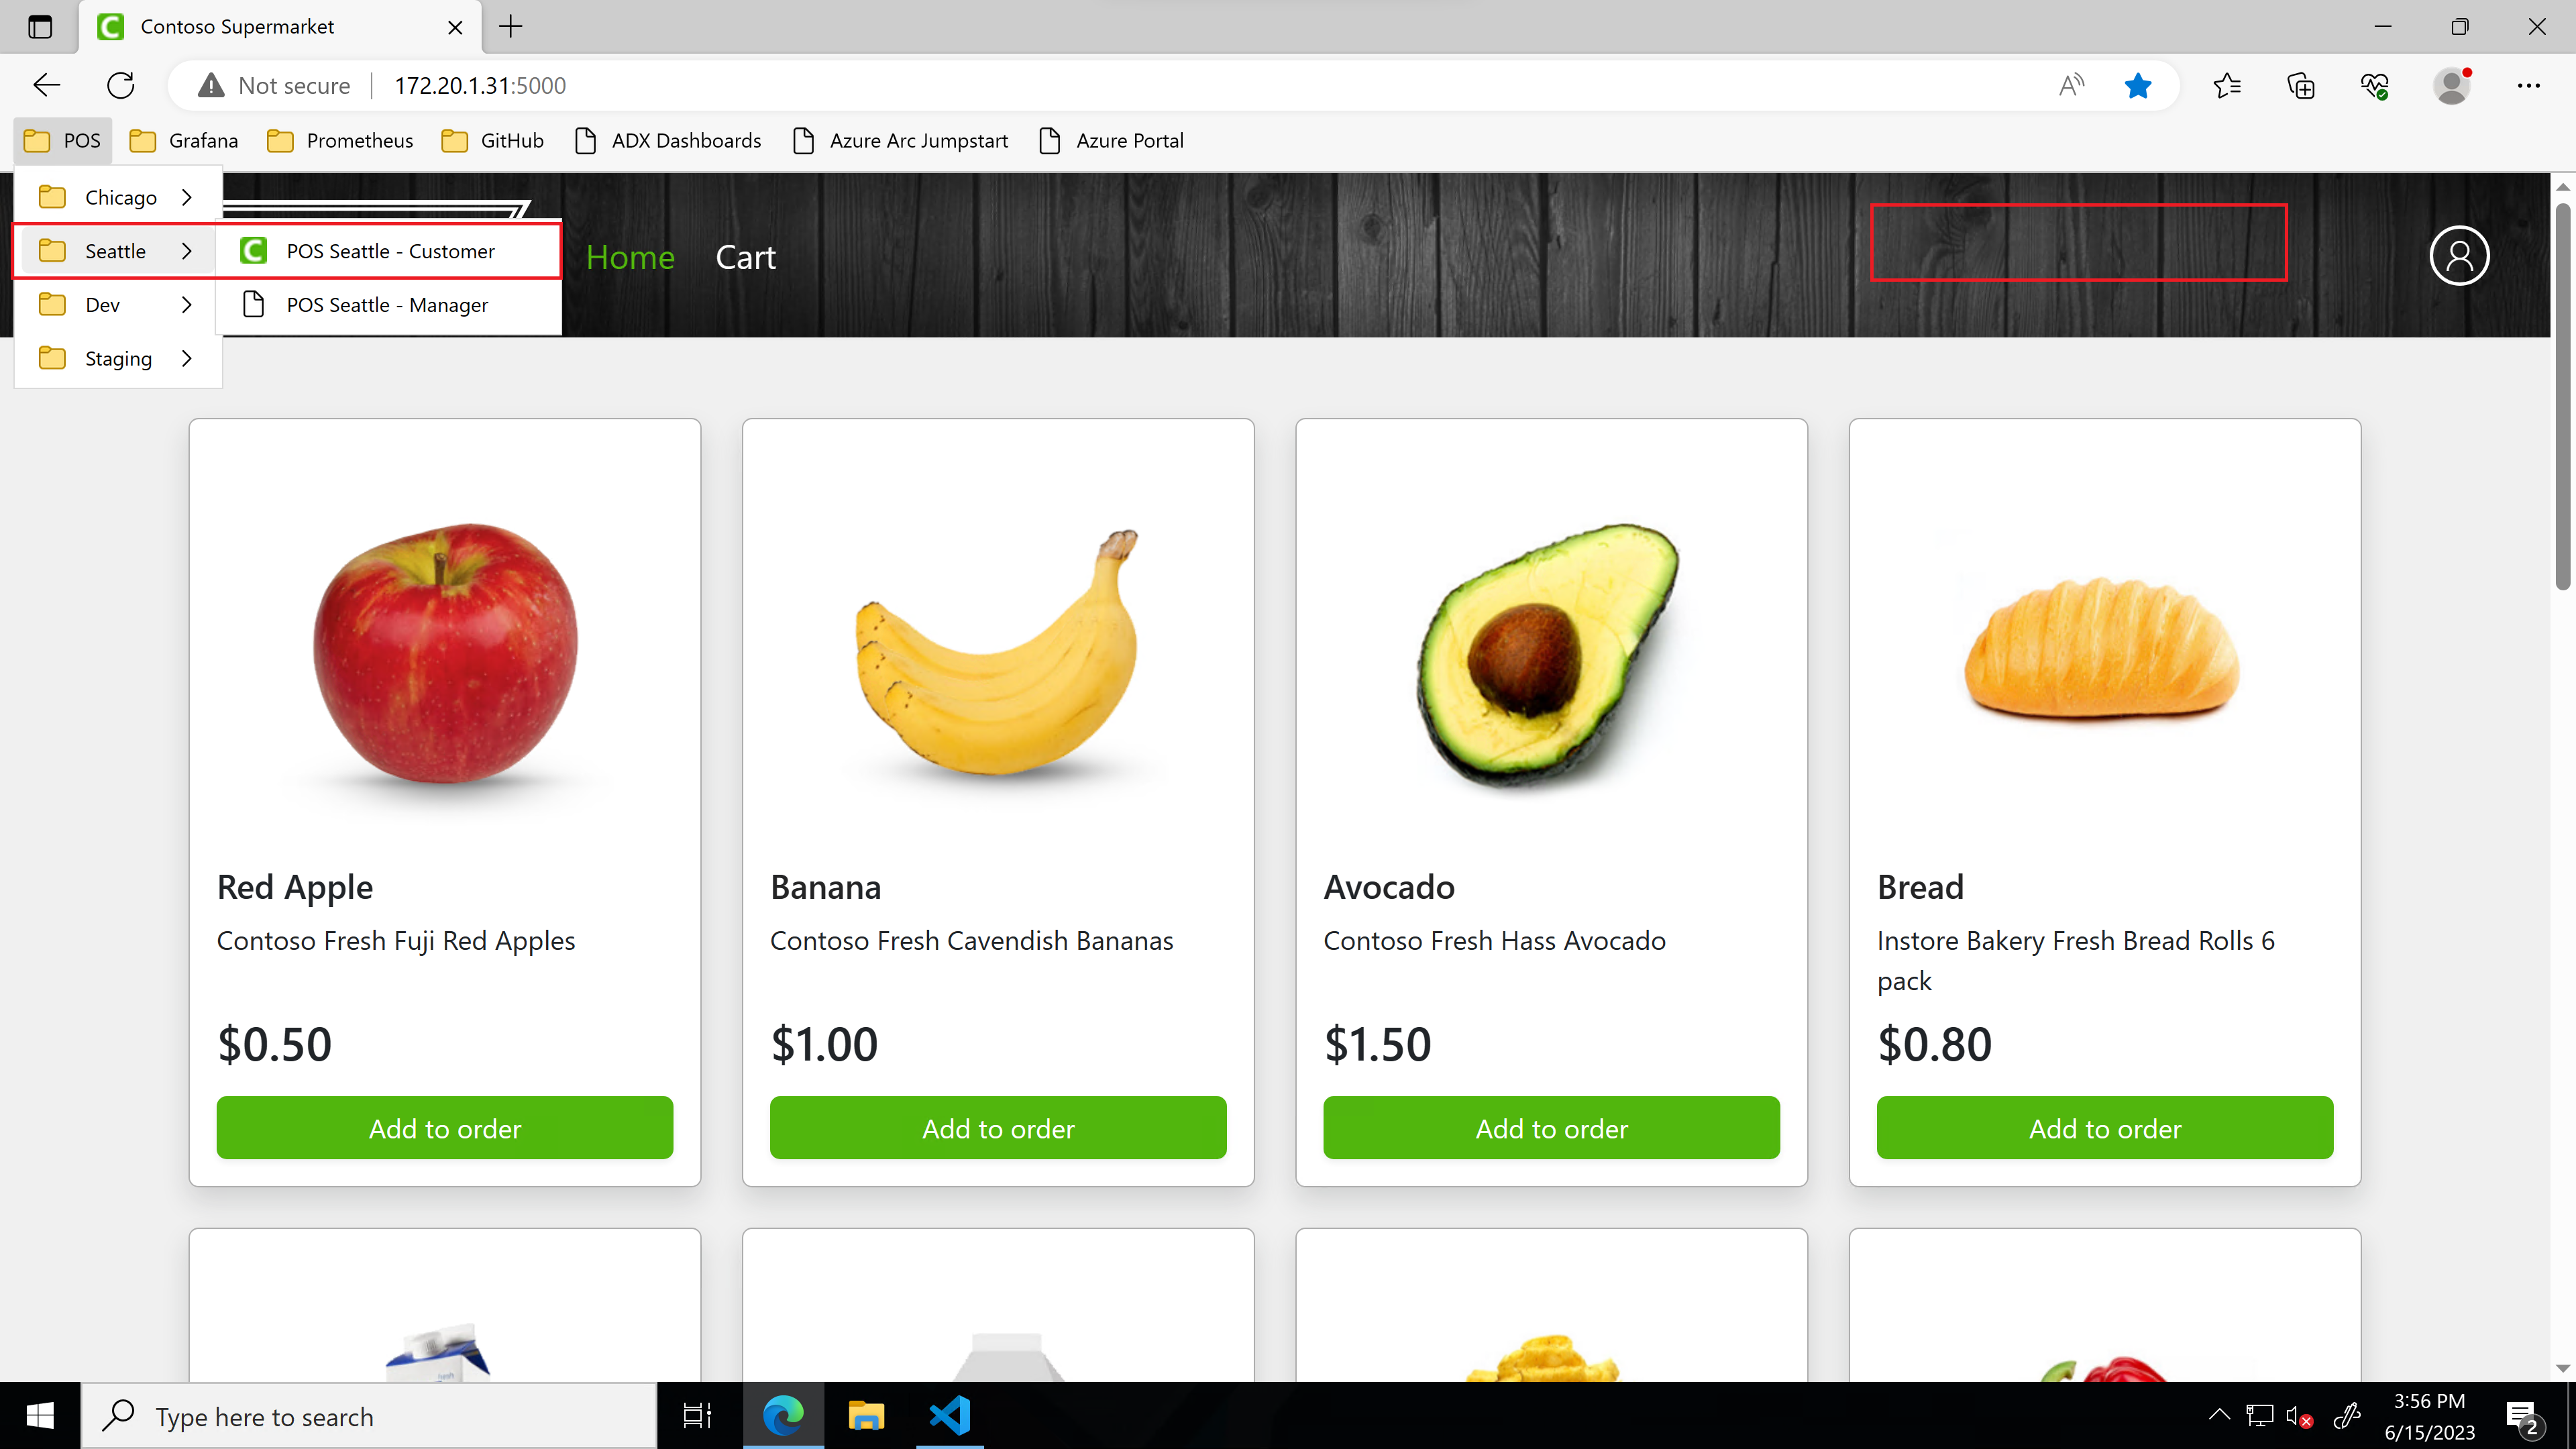 Contoso Supermarket
Not secure
172.20.1.31:5000
POS
Grafana
Prometheus
GitHub
ADX Dashboards
Azure Arc Jumpstart
Azure Portal
Chicago
Seattle
Dev
Staging
POS Seattle - Customer
POS Seattle - Manager
Home
Cart
Red Apple
Contoso Fresh Fuji Red Apples
$0.50
Add to order
Banana
Contoso Fresh Cavendish Bananas
$1.00
Add to order
Avocado
Contoso Fresh Hass Avocado
$1.50
Add to order
Bread
Instore Bakery Fresh Bread Rolls 6
pack
$0.80
Add to order
Type here to search
3:56 PM
6/15/2023
2